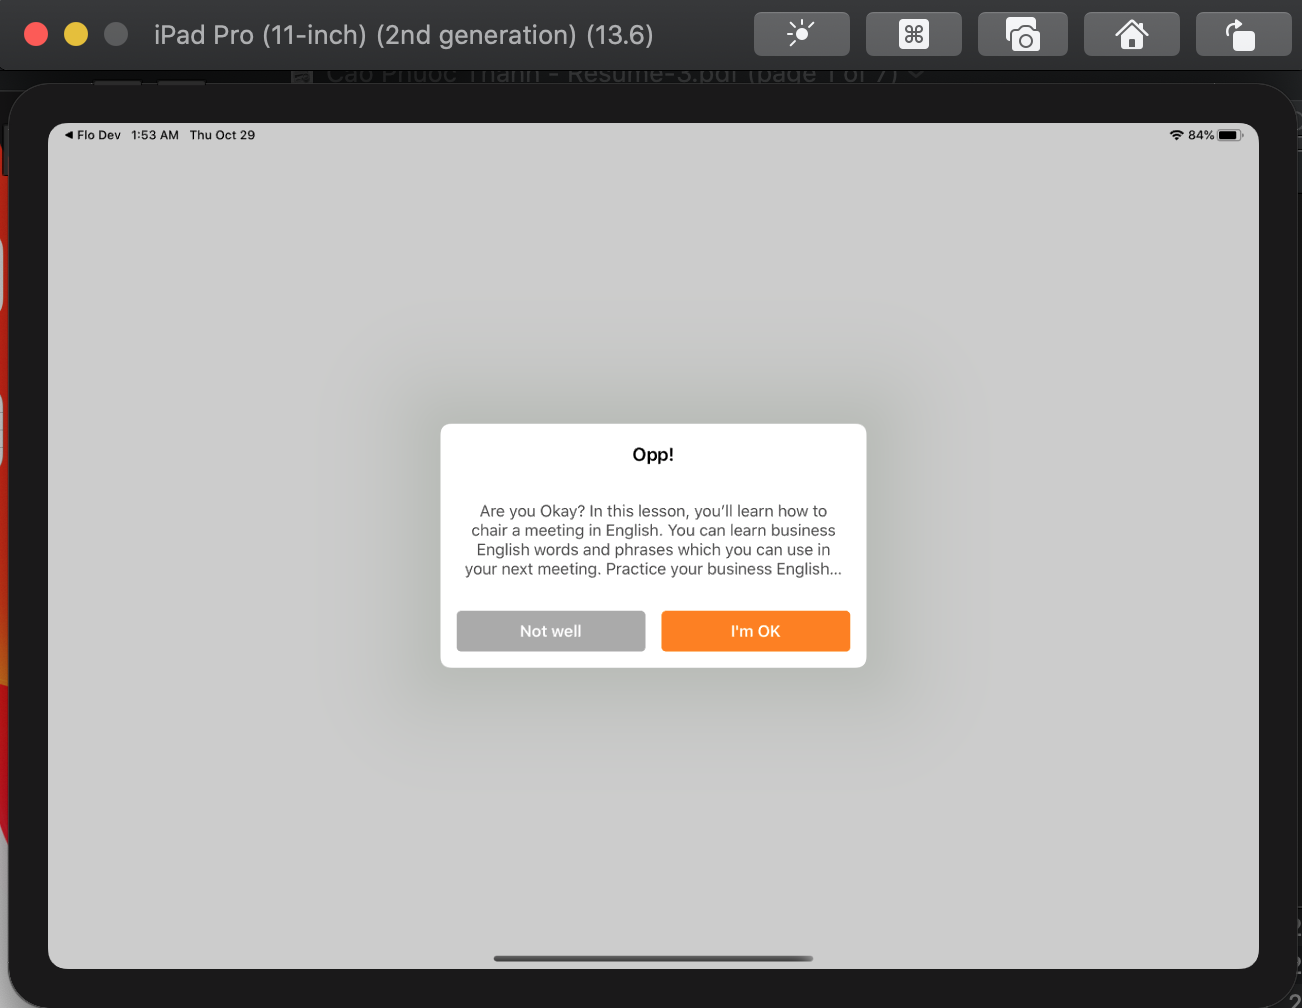 iPad Pro (11-inch) (2nd generation) (13.6)
Cao Phuoc Thanh - Resume-3.pdf (page 1 of 7)
Flo Dev 1:53 AM Thu Oct 29
84%
Opp!
Are you Okay? In this lesson, you’ll learn how to
chair a meeting in English. You can learn business
English words and phrases which you can use in
your next meeting. Practice your business English...
Not well
I'm OK